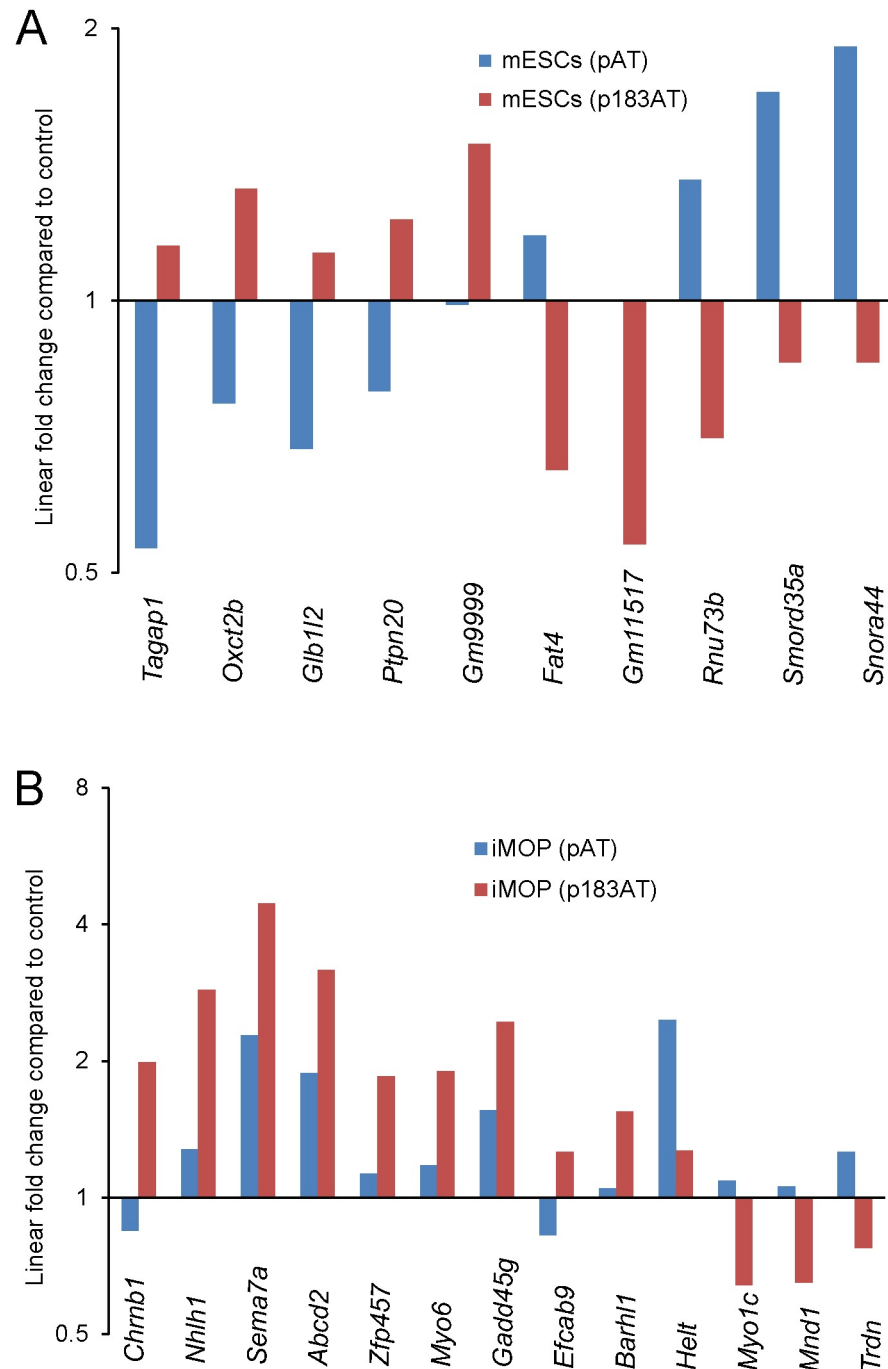 A
2
mESCs (pAT)
mESCs (p183AT)
Linear fold change compared to control
1
0.5
Tagap1
Oxct2b
Glb1l2
Ptpn20
Gm9999
Fat4
Gm11517
Rnu73b
Smord35a
Snora44
B
8
iMOP (pAT)
iMOP (p183AT)
4
Linear fold change compared to control
2
1
0.5
Chrnb1
Nhlh1
Sema7a
Abcd2
Zfp457
Myo6
Gadd45g
Efcab9
Barhl1
Helt
Myo1c
Mnd1
Trdn